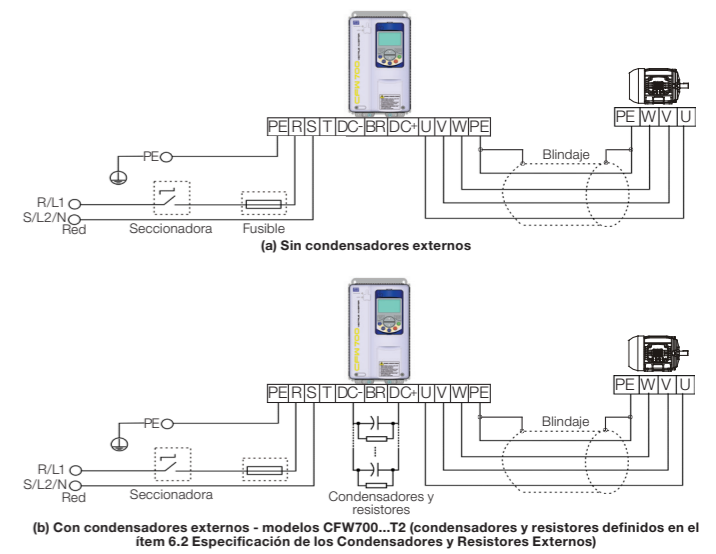 CFW700
PE R S T DC- BR DC+ U V W PE
PE W V U
PE
Blindaje
R/L1
S/L2/N
Red
Seccionadora
Fusible
(a) Sin condensadores externos
CFW700
PE R S T DC- BR DC+ U V W PE
PE W V U
PE
Blindaje
R/L1
S/L2/N
Red
Seccionadora
Condensadores y
resistores
(b) Con condensadores externos - modelos CFW700...T2 (condensadores y resistores definidos en el
ítem 6.2 Especificación de los Condensadores y Resistores Externos)